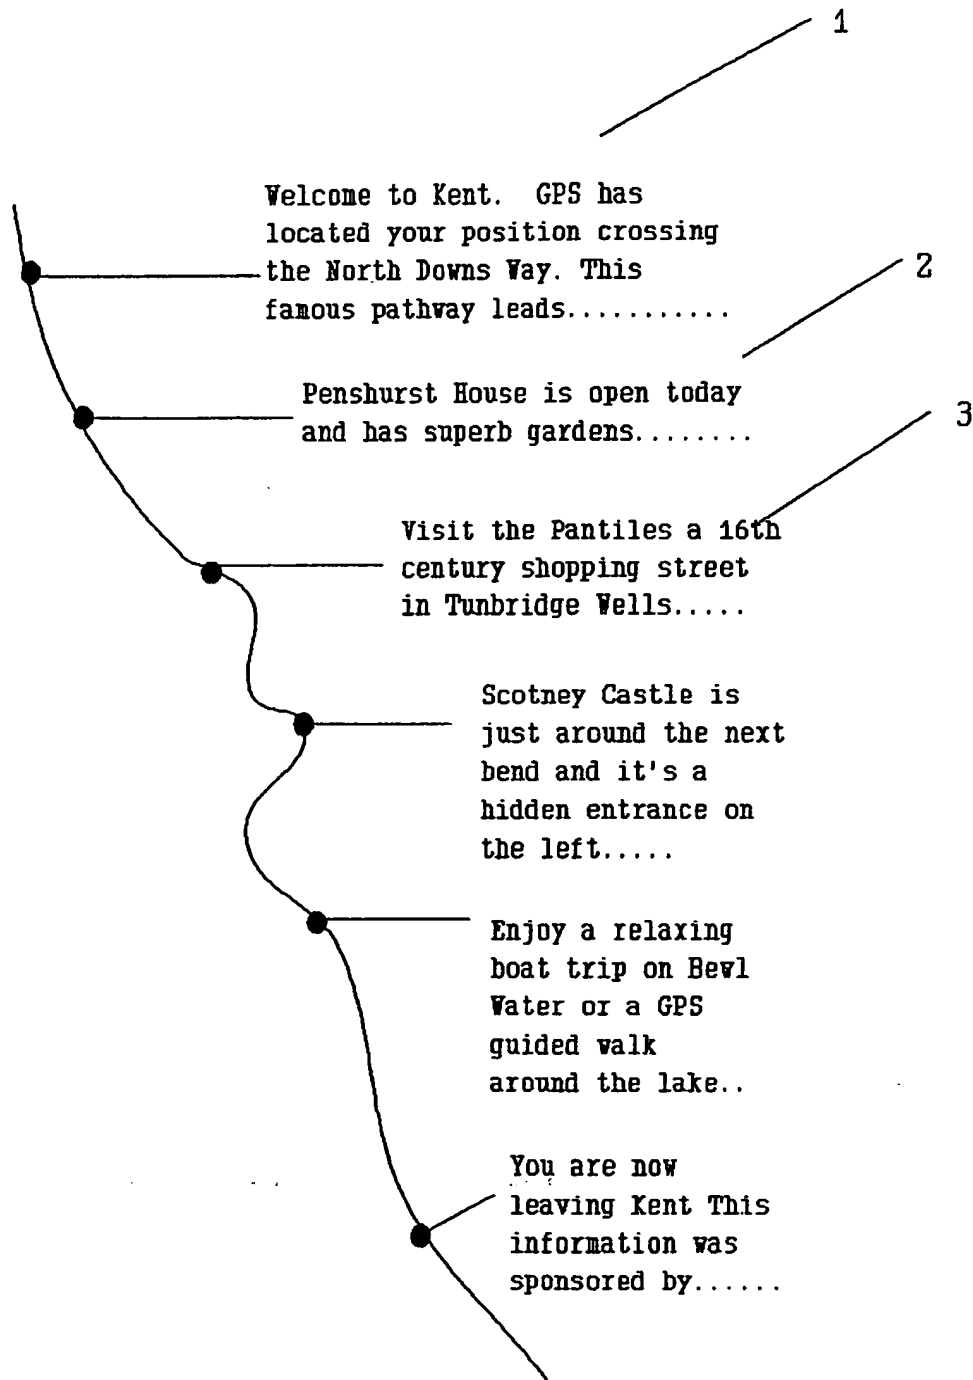 1
Welcome to Kent. GPS has
located your position crossing
the North Downs Way. This
famous pathway leads...........
2
Penshurst House is open today
and has superb gardens........
3
Visit the Pantiles a 16th
century shopping street
in Tunbridge Wells.....
Scotney Castle is
just around the next
bend and it's a
hidden entrance on
the left.....
Enjoy a relaxing
boat trip on Bewl
Water or a GPS
guided walk
around the lake..
You are now
leaving Kent This
information was
sponsored by......